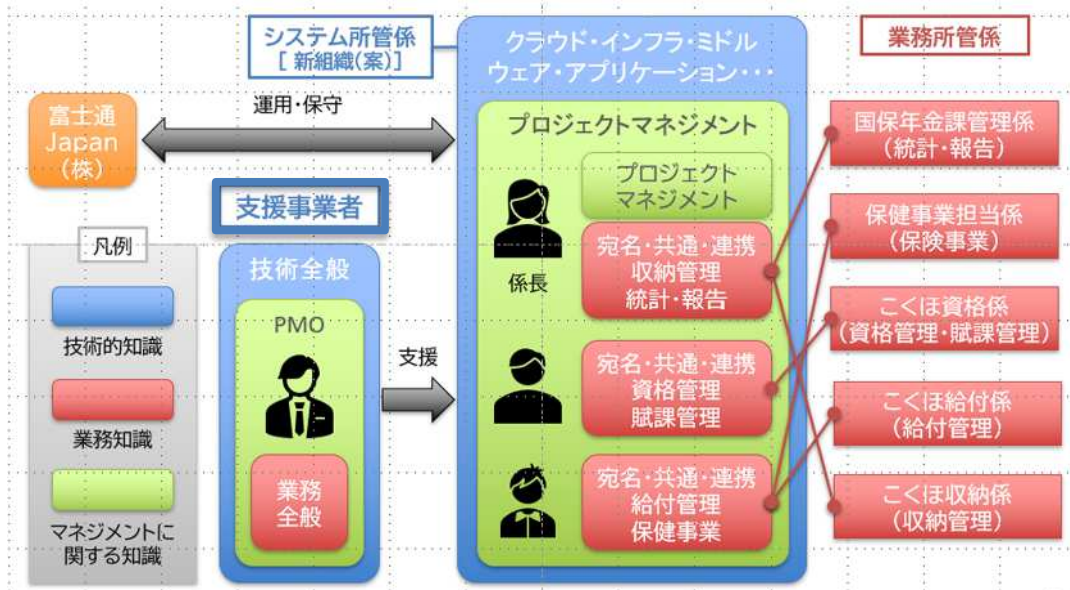 システム所管係
[ 新組織(案)]
クラウド・インフラ・ミドル
ウェア・アプリケーション・・・
業務所管係
富士通
Japan
(株)
運用・保守
支援事業者
凡例
技術的知識
業務知識
マネジメントに
関する知識
技術全般
PMO
業務
全般
支援
プロジェクトマネジメント
プロジェクト
マネジメント
係長
宛名・共通・連携
収納管理
統計・報告
宛名・共通・連携
資格管理
賦課管理
宛名・共通・連携
給付管理
保健事業
国保年金課管理係
(統計・報告)
保健事業担当係
(保険事業)
こくほ資格係
(資格管理・賦課管理)
こくほ給付係
(給付管理)
こくほ収納係
(収納管理)